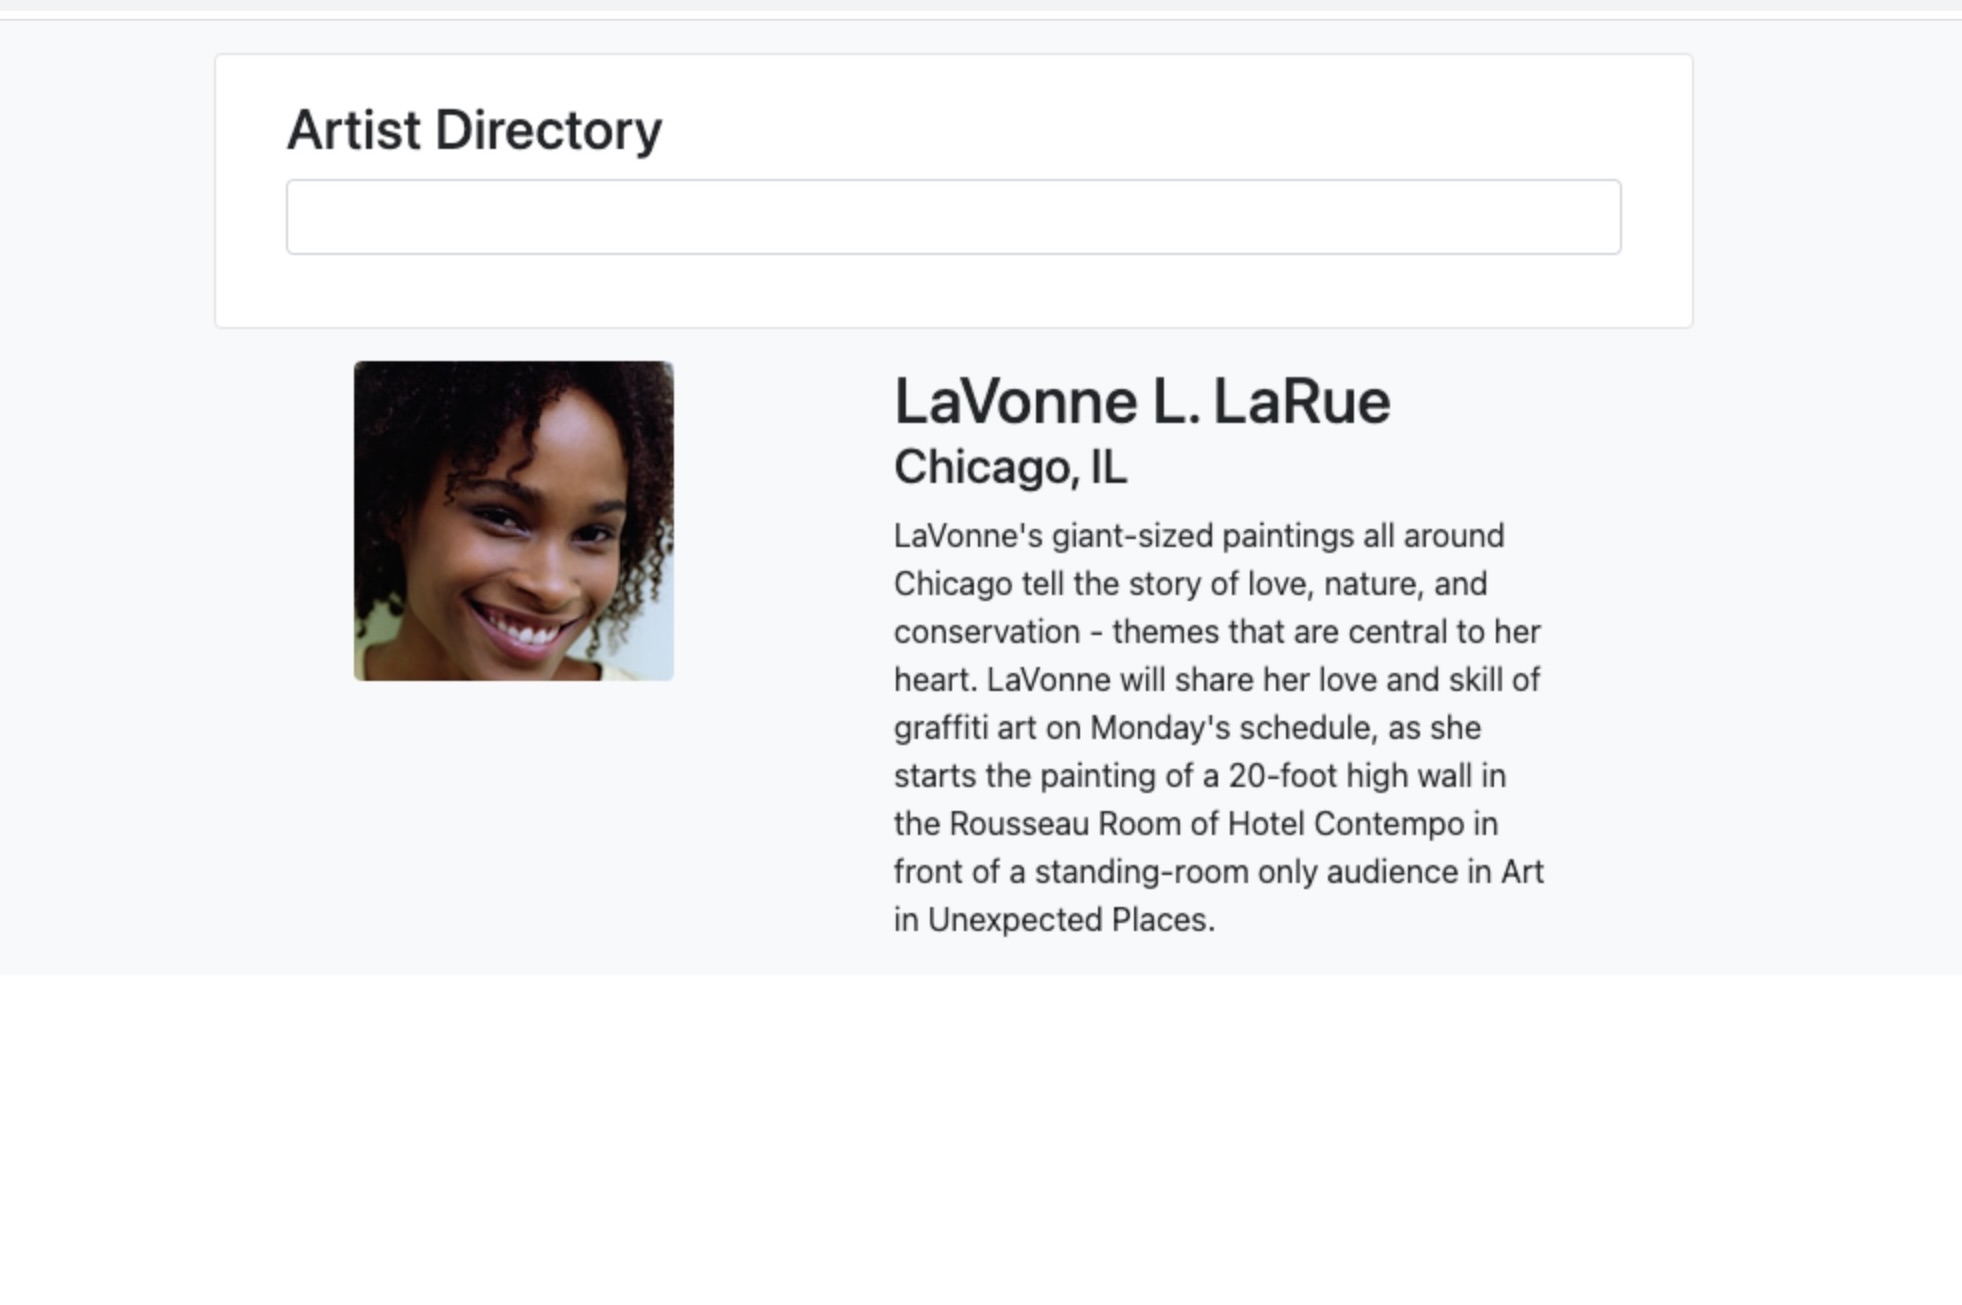 Artist Directory
LaVonne L. LaRue
Chicago, IL
LaVonne's giant-sized paintings all around
Chicago tell the story of love, nature, and
conservation - themes that are central to her
heart. LaVonne will share her love and skill of
graffiti art on Monday's schedule, as she
starts the painting of a 20-foot high wall in
the Rousseau Room of Hotel Contempo in
front of a standing-room only audience in Art
in Unexpected Places.